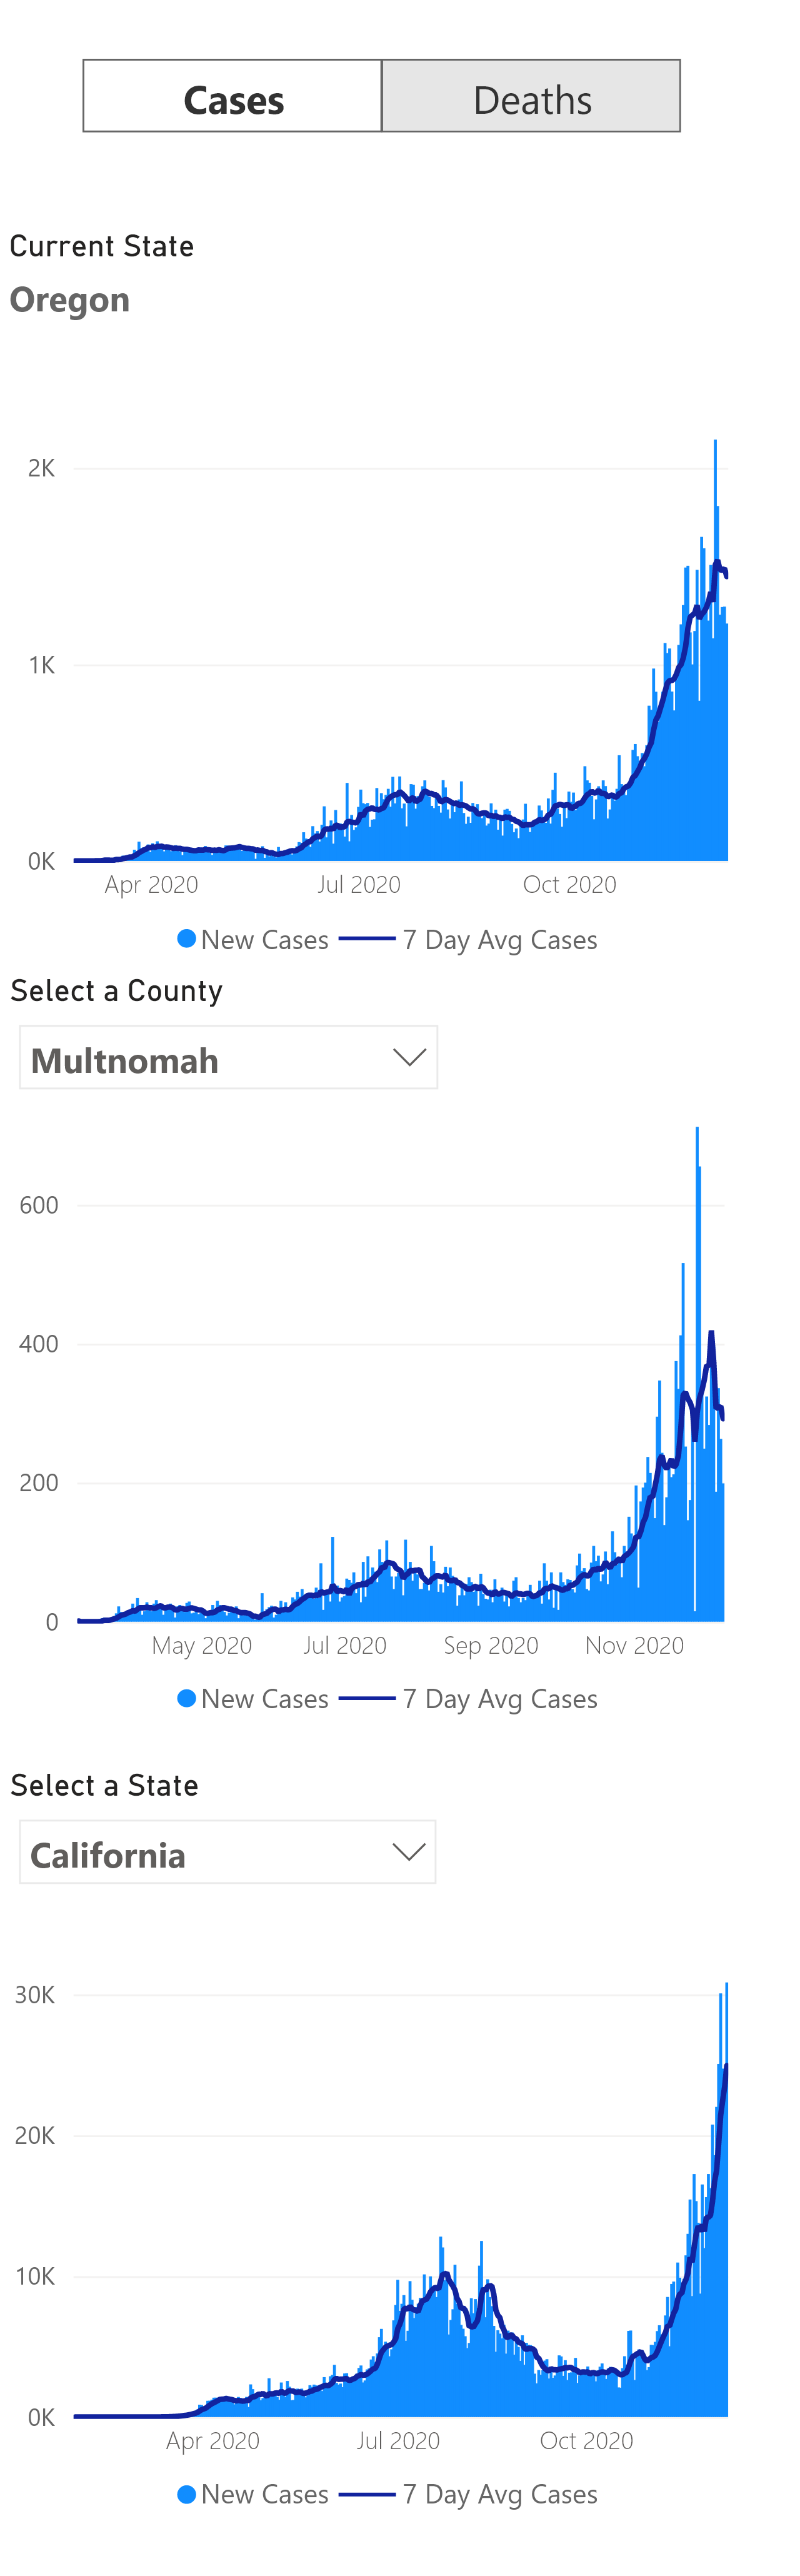 Cases Deaths
Current State
Oregon
2K
1K
0K
Apr 2020 Jul 2020 Oct 2020
New Cases 7 Day Avg Cases
Select a County
Multnomah
600
400
200
0
May 2020 Jul 2020 Sep 2020 Nov 2020
New Cases 7 Day Avg Cases
Select a State
California
30K
20K
10K
0K
Apr 2020 Jul 2020 Oct 2020
New Cases 7 Day Avg Cases